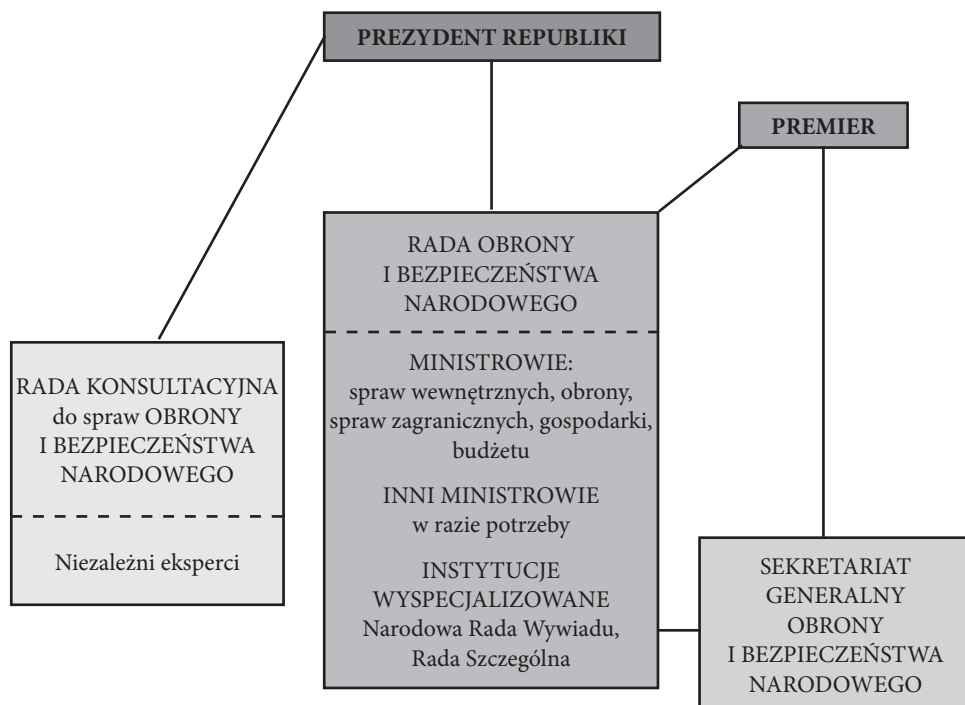 PREZYDENT REPUBLIKI
PREMIER
RADA OBRONY
I BEZPIECZEŃSTWA
NARODOWEGO
MINISTROWIE:
spraw wewnętrznych, obrony,
spraw zagranicznych, gospodarki,
budżetu
INNI MINISTROWIE
w razie potrzeby
INSTYTUCJE
WYSPECJALIZOWANE
Narodowa Rada Wywiadu,
Rada Szczególna
RADA KONSULTACYJNA
do spraw OBRONY
I BEZPIECZEŃSTWA
NARODOWEGO
Niezależni eksperci
SEKRETARIAT
GENERALNY
OBRONY
I BEZPIECZEŃSTWA
NARODOWEGO